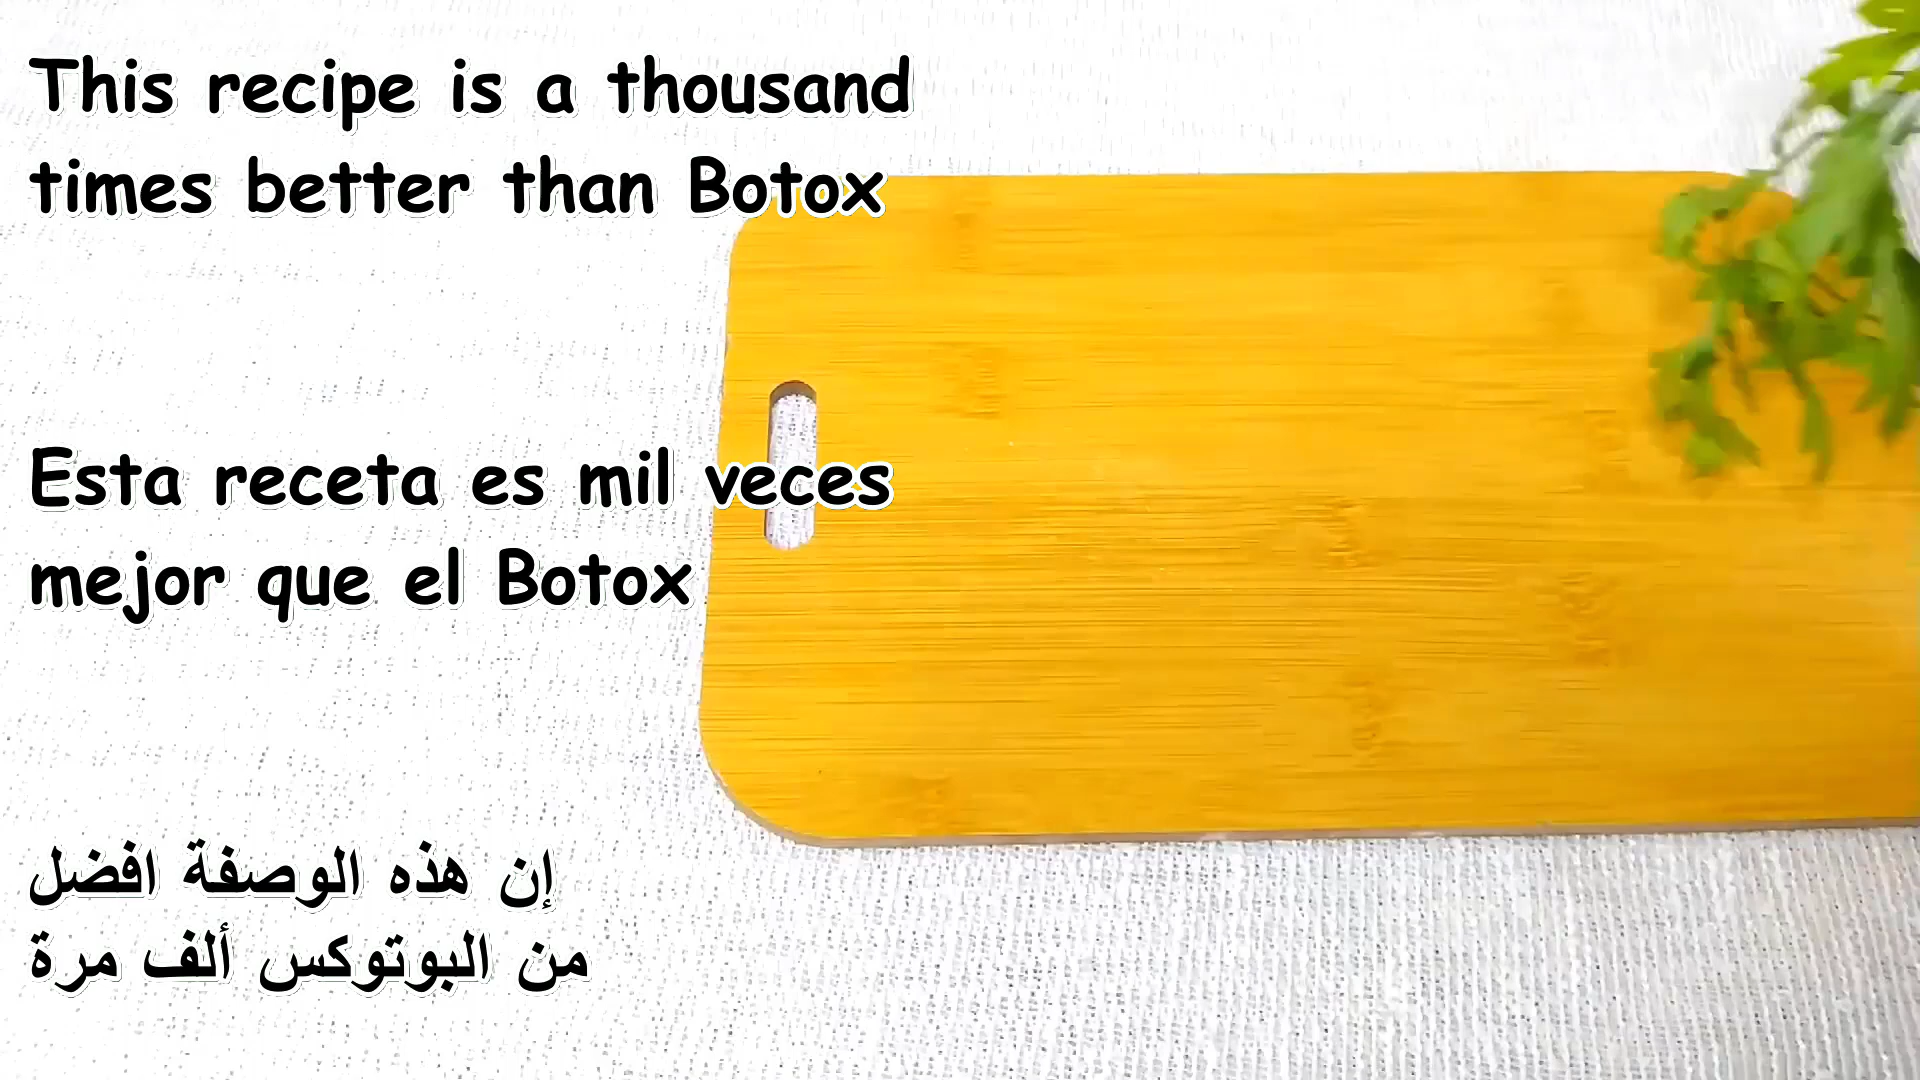 This recipe is a thousand
times better than Botox
Esta receta es mil veces
mejor que el Botox
إن هذه الوصفة افضل
من البوتوكس ألف مرة